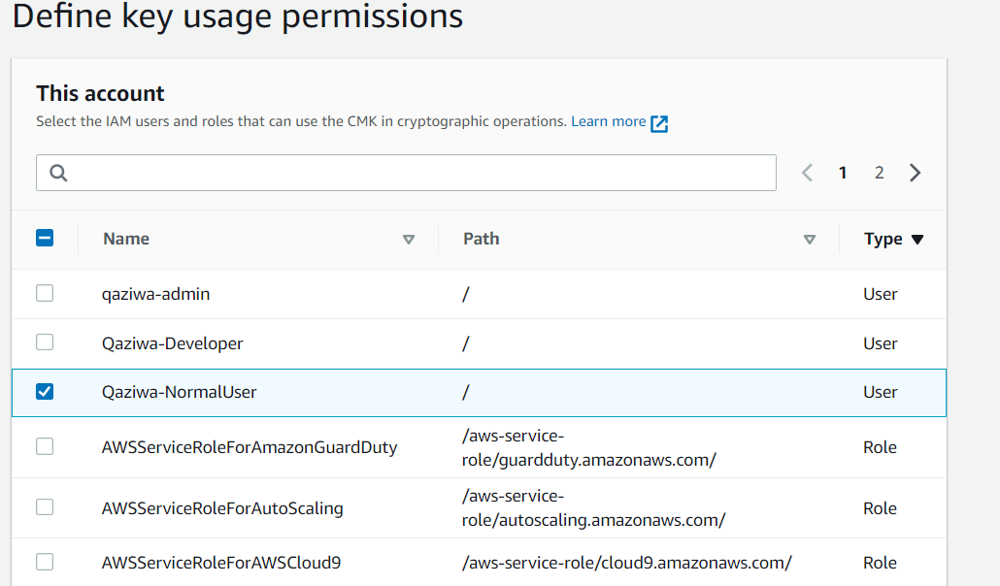 Define key usage permissions
This account
Select the IAM users and roles that can use the CMK in cryptographic operations. Learn more
1 2
Name Path Type
qaziwa-admin / User
Qaziwa-Developer / User
Qaziwa-NormalUser / User
AWSServiceRoleForAmazonGuardDuty /aws-service-
role/guardduty.amazonaws.com/ Role
AWSServiceRoleForAutoScaling /aws-service-
role/autoscaling.amazonaws.com/ Role
AWSServiceRoleForAWSCloud9 /aws-service-role/cloud9.amazonaws.com/ Role